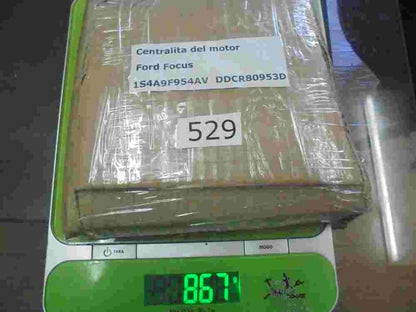 Centralita del motor
Ford Focus
1S4A9F954AV DDCR80953D
529
TARA
MODO
867